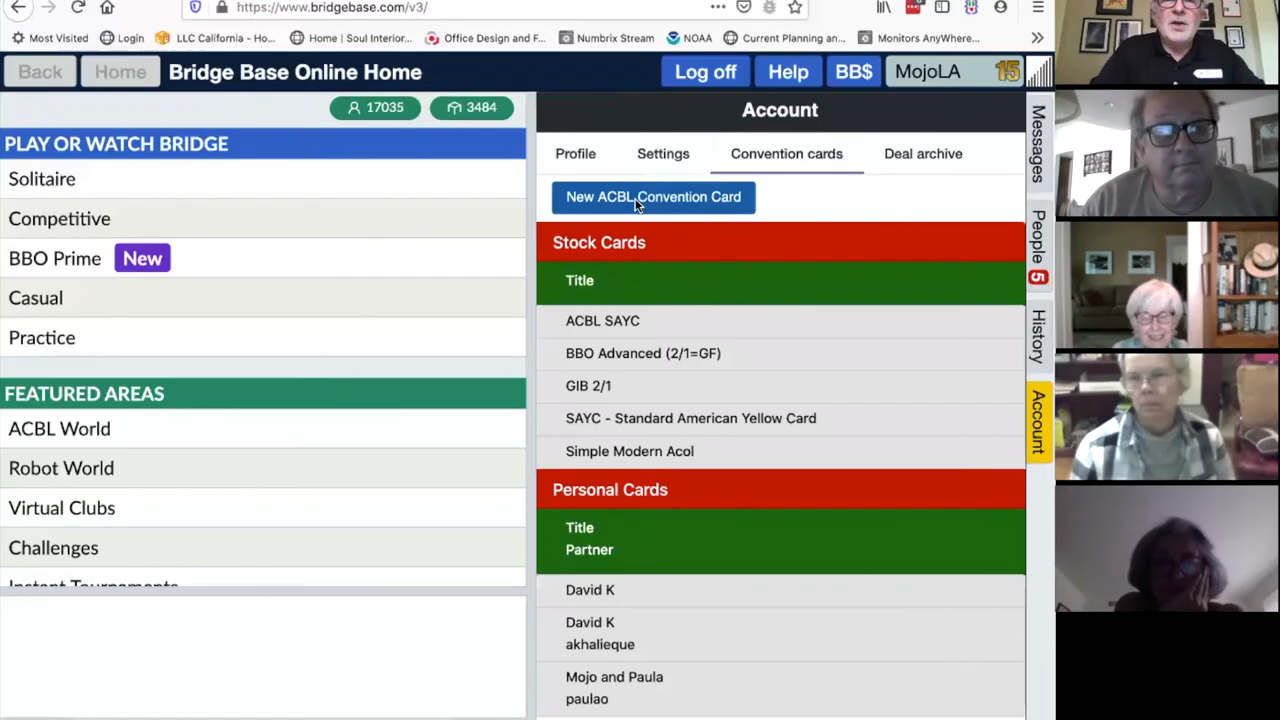 https://www.bridgebase.com/v3/
Most Visited Login LLC California - Ho... Home | Soul Interior... Office Design and F... Numbrix Stream NOAA Current Planning an... Monitors AnyWhere...
Back Home Bridge Base Online Home Log off Help BB$ MojoLA 15
17035 3484
PLAY OR WATCH BRIDGE
Solitaire
Competitive
BBO Prime New
Casual
Practice
FEATURED AREAS
ACBL World
Robot World
Virtual Clubs
Challenges
Instant Tournaments
Account
Profile Settings Convention cards Deal archive
New ACBL Convention Card
Stock Cards
Title
ACBL SAYC
BBO Advanced (2/1=GF)
GIB 2/1
SAYC - Standard American Yellow Card
Simple Modern Acol
Personal Cards
Title
Partner
David K
David K
akhalieque
Mojo and Paula
paulao
Messages
People 5
History
Account